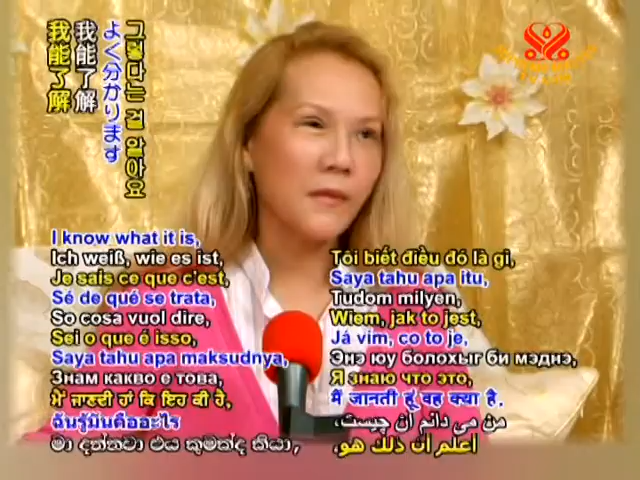 我能了解
我能了解
よく分かります
그렇다는 걸 알아요
I know what it is,
Ich weiß, wie es ist,
Je sais ce que c'est.
Sé de qué se trata,
So cosa vuol dire,
Sei o que é isso,
Saya tahu apa maksudnya,
Знам какво е това,
ਮੈਂ ਜਾਣਦੀ ਹਾਂ ਕਿ ਇਹ ਕੀ ਹੈ,
ฉันรู้มันคืออะไร
මා දන්නවා එය කුමක්ද කියා,
Tôi biết điều đó là gì,
Saya tahu apa itu,
Tudom milyen,
Wiem, jak to jest,
Já vím, co to je,
Энэ юу болохыг би мэднэ,
Я знаю что это,
मैं जानती हूं वह क्या है.
من می دانم آن چیست،
أعلم أن ذلك هو،